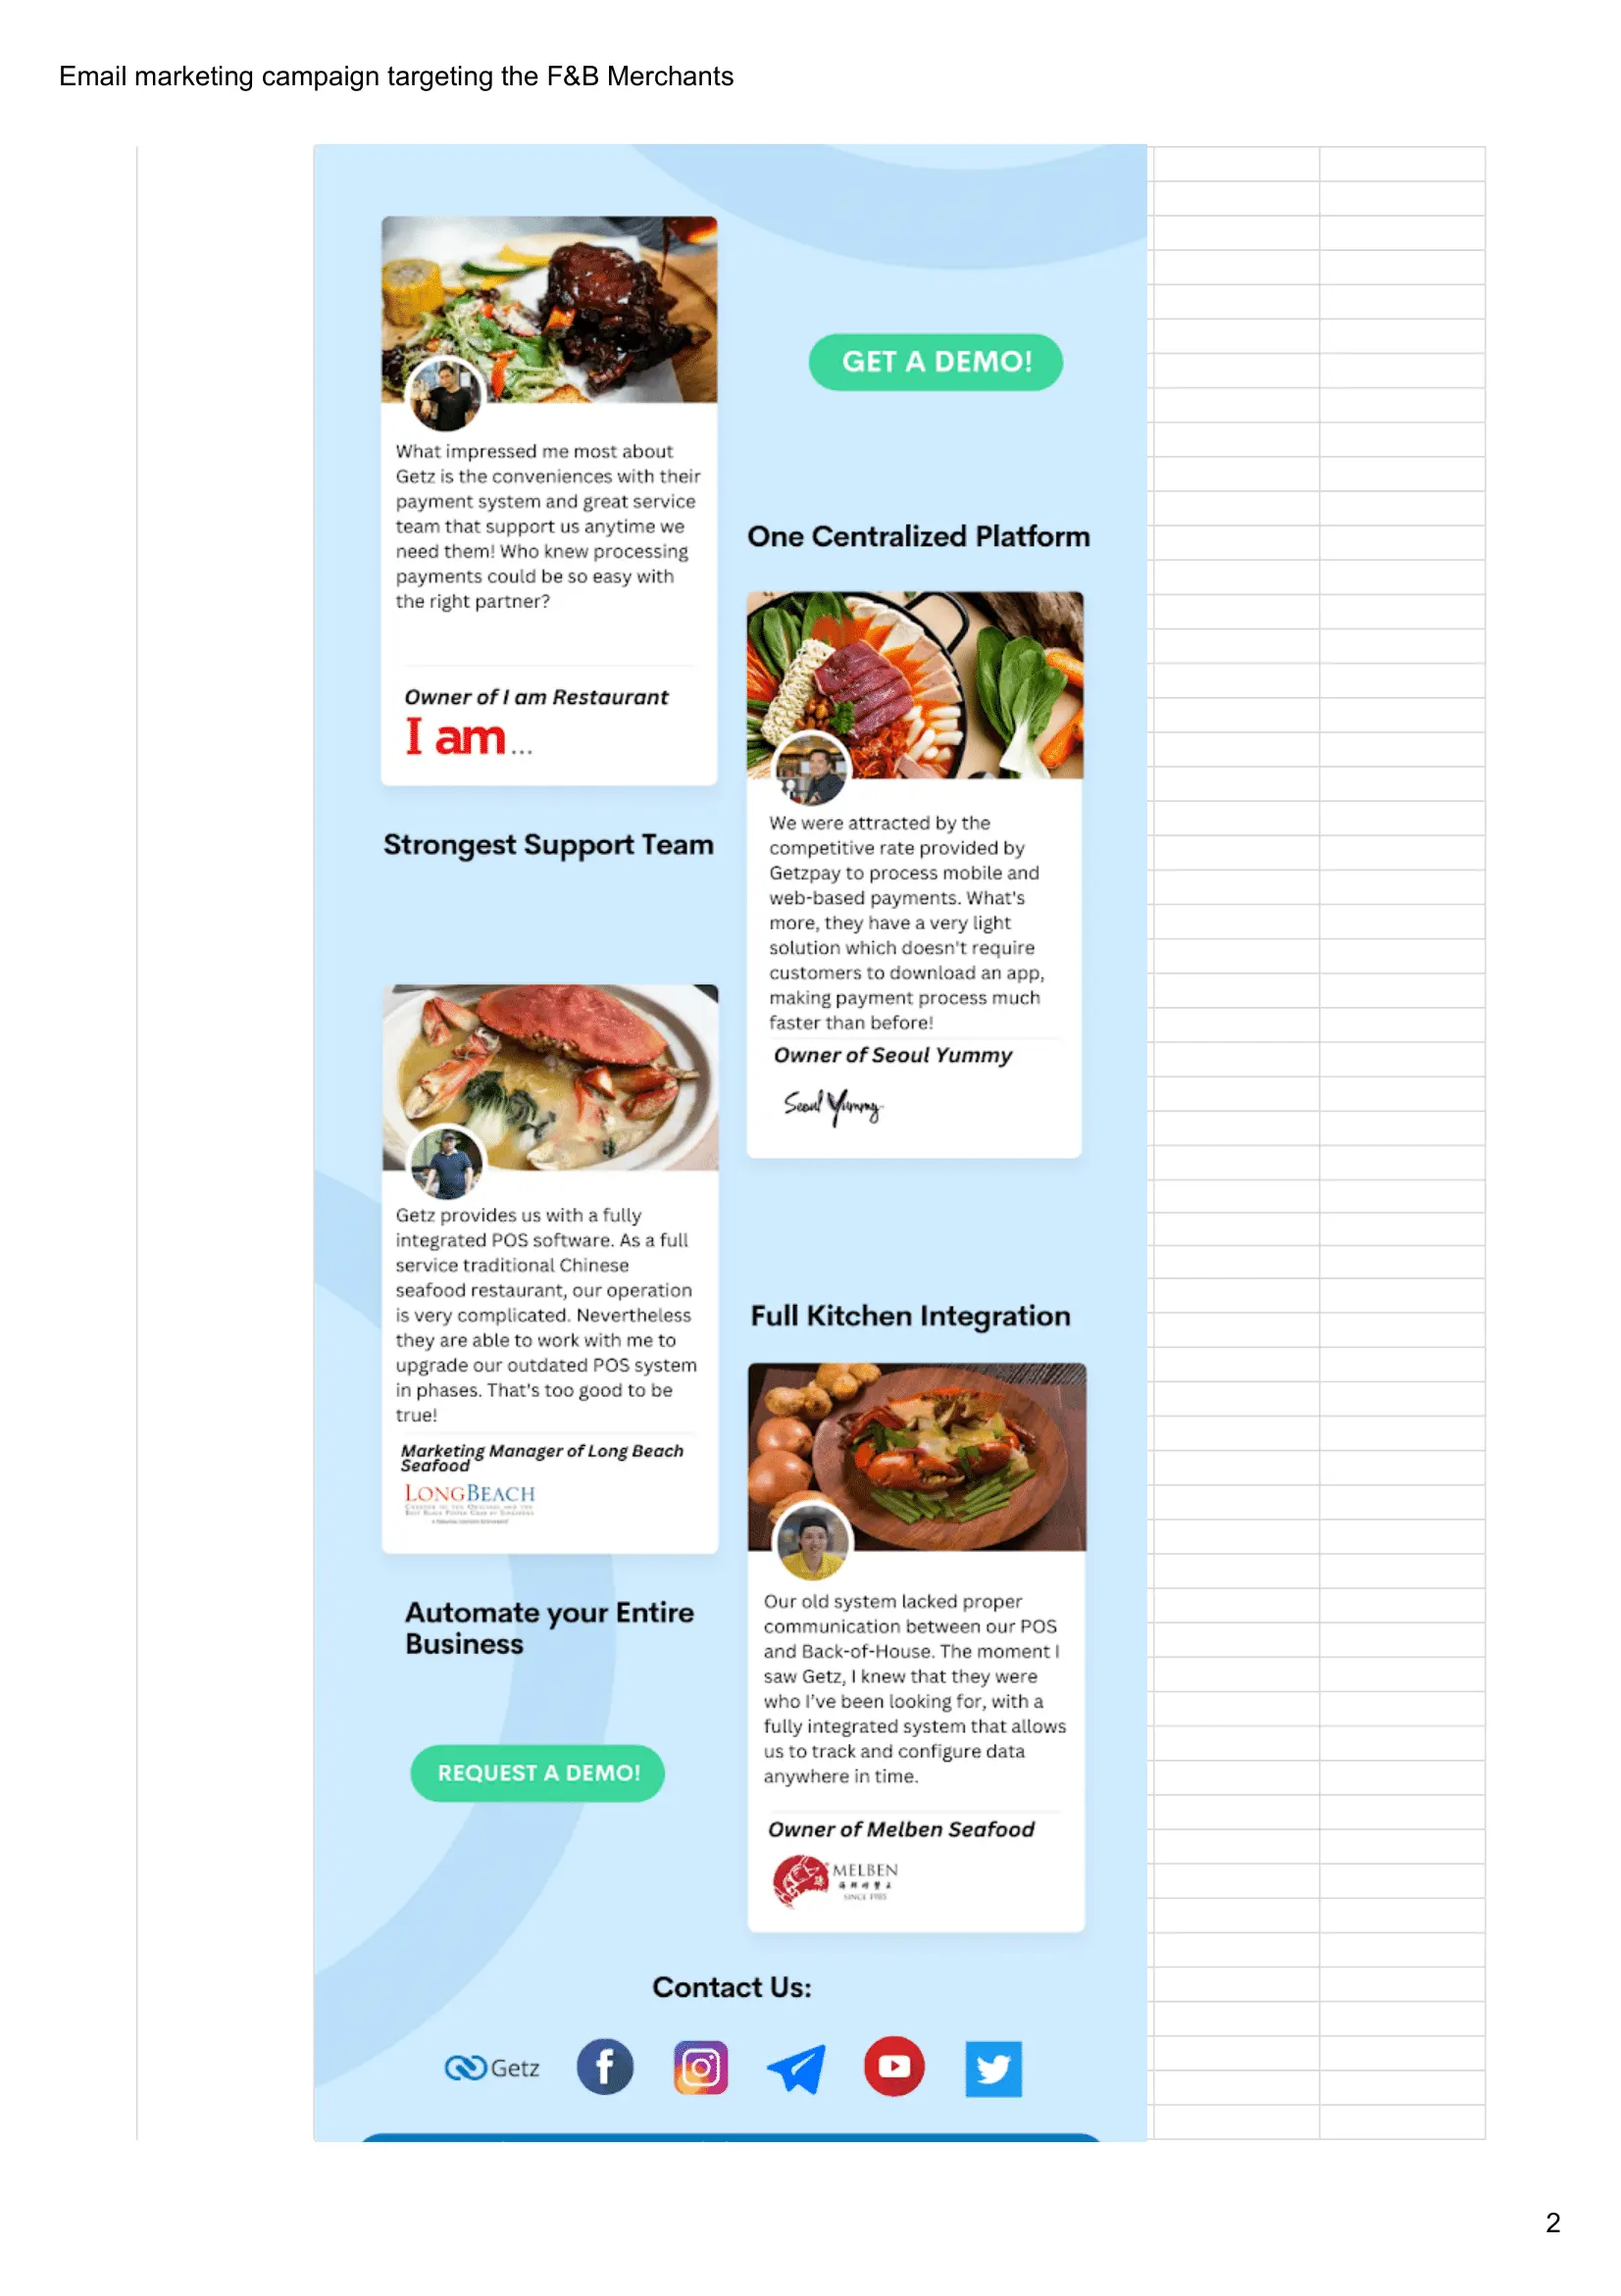 Email marketing campaign targeting the F&B Merchants
GET A DEMO!
What impressed me most about
Getz is the conveniences with their
payment system and great service
team that support us anytime we
need them! Who knew processing
payments could be so easy with
the right partner?
Owner of I am Restaurant
I am...
Strongest Support Team
One Centralized Platform
We were attracted by the
competitive rate provided by
Getzpay to process mobile and
web-based payments. What's
more, they have a very light
solution which doesn't require
customers to download an app,
making payment process much
faster than before!
Owner of Seoul Yummy
Seoul Yummy
Getz provides us with a fully
integrated POS software. As a full
service traditional Chinese
seafood restaurant, our operation
is very complicated. Nevertheless
they are able to work with me to
upgrade our outdated POS system
in phases. That's too good to be
true!
Marketing Manager of Long Beach
Seafood
LONGBEACH
Automate your Entire
Business
REQUEST A DEMO!
Full Kitchen Integration
Our old system lacked proper
communication between our POS
and Back-of-House. The moment I
saw Getz, I knew that they were
who I've been looking for, with a
fully integrated system that allows
us to track and configure data
anywhere in time.
Owner of Melben Seafood
MELBEN
SINCE 1985
Contact Us:
Getz
2